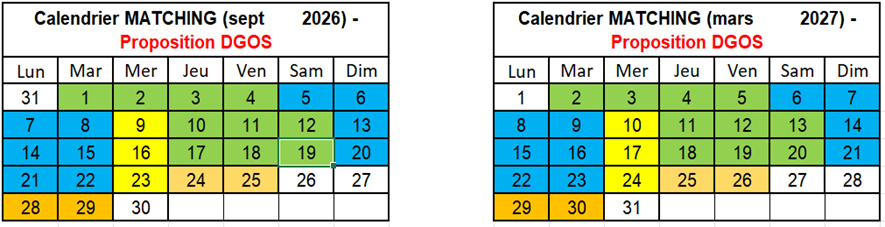 Calendrier MATCHING (sept 2026) -
Proposition DGOS
Lun Mar Mer Jeu Ven Sam Dim
31 1 2 3 4 5 6
7 8 9 10 11 12 13
14 15 16 17 18 19 20
21 22 23 24 25 26 27
28 29 30
Calendrier MATCHING (mars 2027) -
Proposition DGOS
Lun Mar Mer Jeu Ven Sam Dim
1 2 3 4 5 6 7
8 9 10 11 12 13 14
15 16 17 18 19 20 21
22 23 24 25 26 27 28
29 30 31